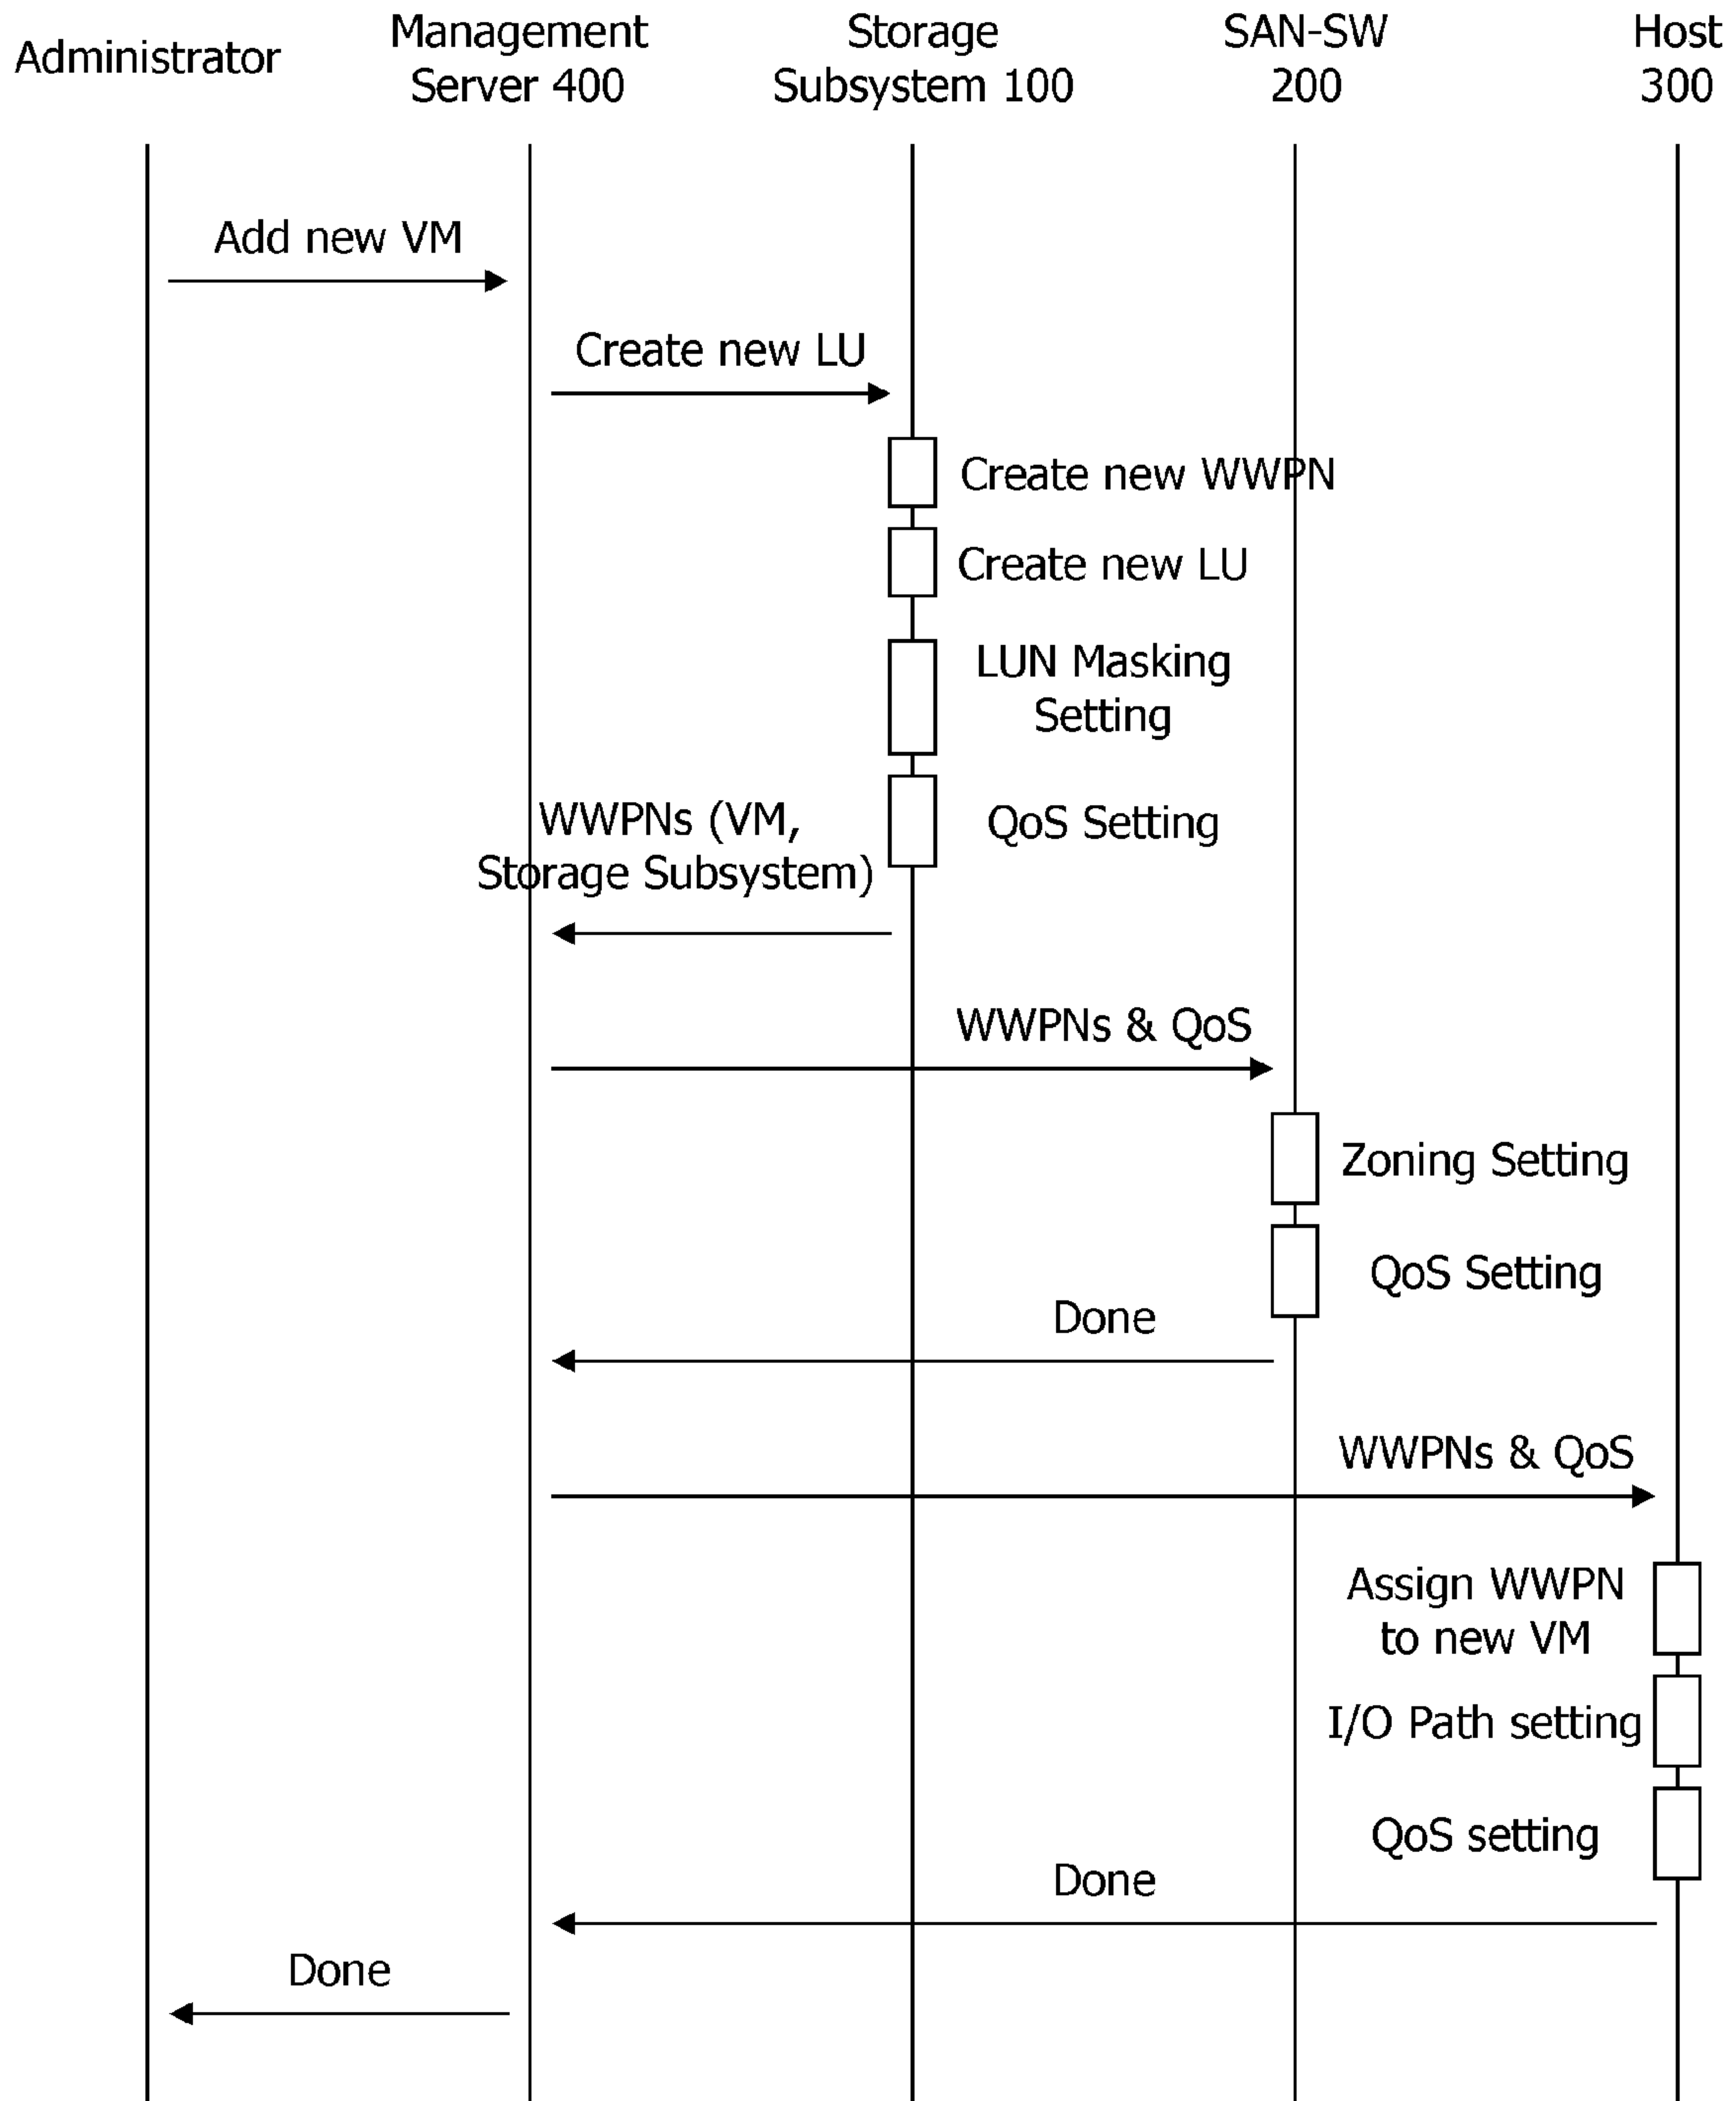 Administrator
Management
Server 400
Storage
Subsystem 100
SAN-SW
200
Host
300
Add new VM
Create new LU
Create new WWPN
Create new LU
LUN Masking
Setting
QoS Setting
WWPNs (VM,
Storage Subsystem)
WWPNs & QoS
Zoning Setting
QoS Setting
Done
WWPNs & QoS
Assign WWPN
to new VM
I/O Path setting
QoS setting
Done
Done